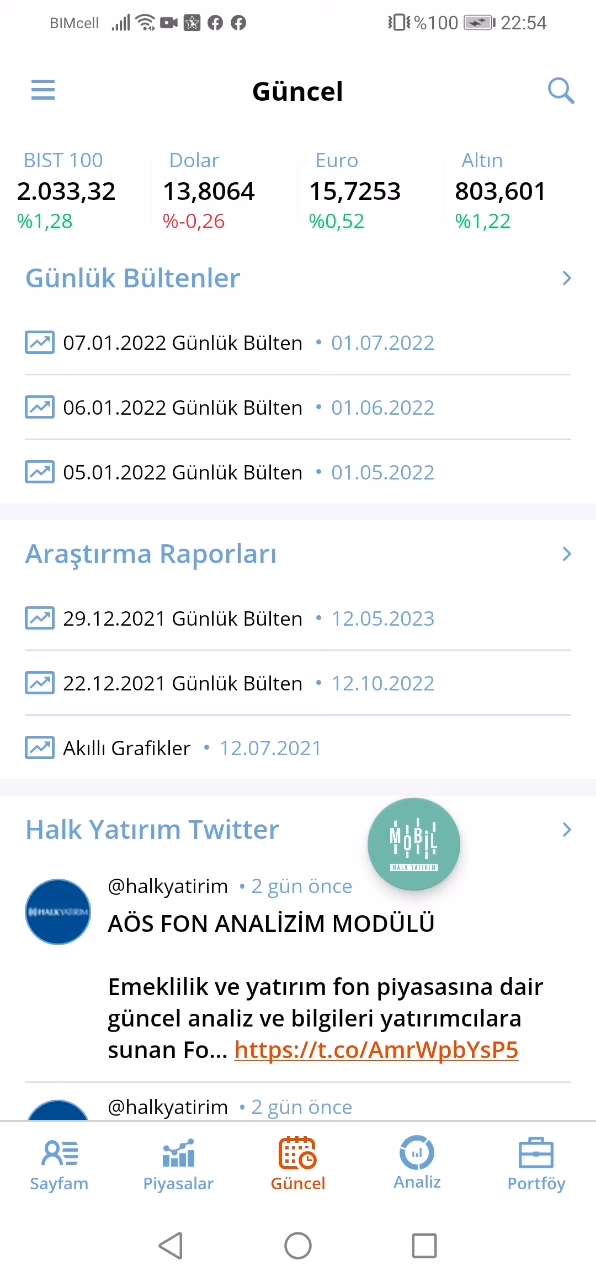 BIMcell %100 22:54
Güncel
BIST 100 Dolar Euro Altın
2.033,32 13,8064 15,7253 803,601
%1,28 %-0,26 %0,52 %1,22
Günlük Bültenler
07.01.2022 Günlük Bülten • 01.07.2022
06.01.2022 Günlük Bülten • 01.06.2022
05.01.2022 Günlük Bülten • 01.05.2022
Araştırma Raporları
29.12.2021 Günlük Bülten • 12.05.2023
22.12.2021 Günlük Bülten • 12.10.2022
Akıllı Grafikler • 12.07.2021
Halk Yatırım Twitter
MOBİL
HALK YATIRIM
@halkyatirim • 2 gün önce
HALKYATIRIM
AÖS FON ANALİZİM MODÜLÜ
Emeklilik ve yatırım fon piyasasına dair
güncel analiz ve bilgileri yatırımcılara
sunan Fo... https://t.co/AmrWpbYsP5
@halkyatirim • 2 gün önce
Sayfam Piyasalar Güncel Analiz Portföy